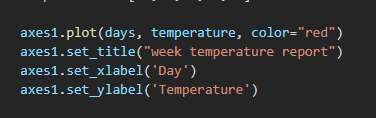 axes1.plot(days, temperature, color="red")
axes1.set_title("week temperature report")
axes1.set_xlabel('Day')
axes1.set_ylabel('Temperature')